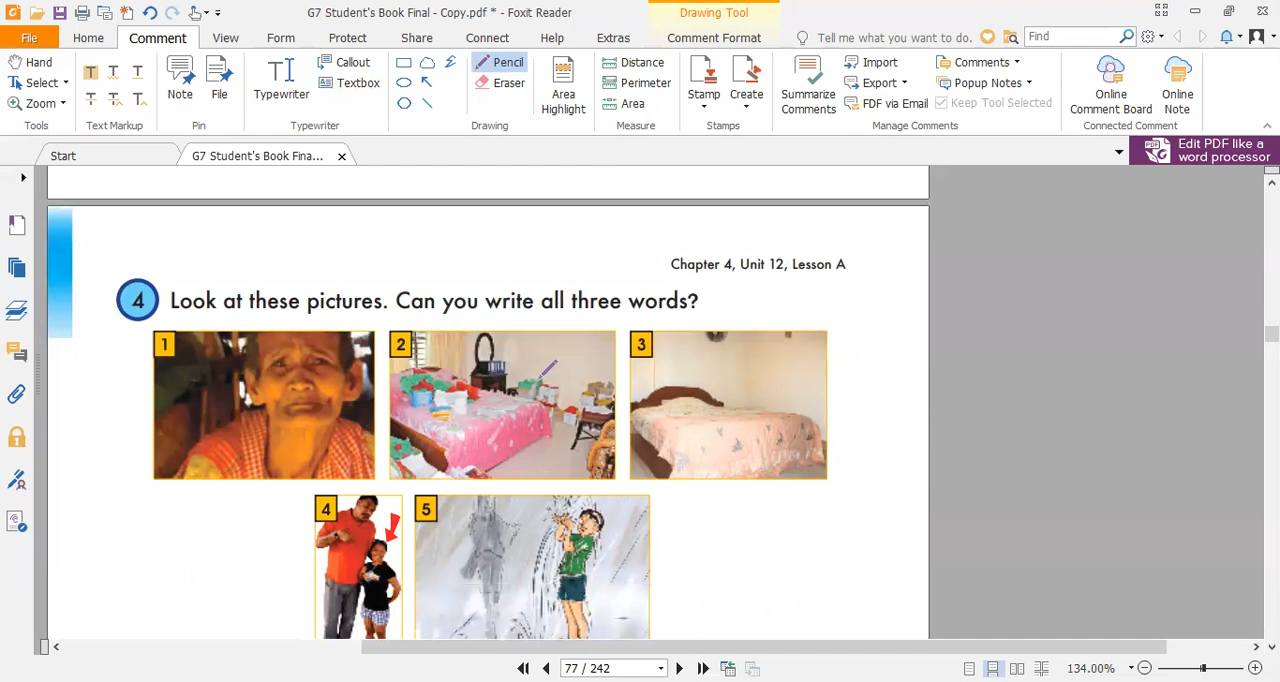 G7 Student's Book Final - Copy.pdf * - Foxit Reader
Drawing Tool
File
Home
Comment
View
Form
Protect
Share
Connect
Help
Extras
Comment Format
Tell me what you want to do.
Find
Hand
Select
Zoom
Tools
T T T
T T T
Text Markup
Note
File
Pin
Typewriter
Callout
Textbox
Typewriter
Pencil
Eraser
Drawing
Area
Highlight
Distance
Perimeter
Area
Measure
Stamp
Create
Stamps
Summarize
Comments
Import
Export
FDF via Email
Comments
Popup Notes
Keep Tool Selected
Manage Comments
Online
Comment Board
Online
Note
Connected Comment
Start
G7 Student's Book Fina...
Edit PDF like a
word processor
Chapter 4, Unit 12, Lesson A
4 Look at these pictures. Can you write all three words?
1
2
3
4
5
77 / 242
134.00%